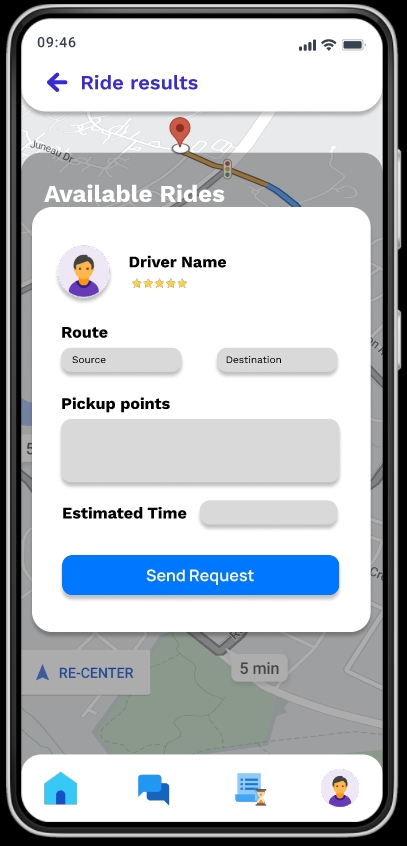 09:46
Ride results
Juneau Dr
Available Rides
Driver Name
Route
Source
Destination
Pickup points
5
Estimated Time
Send Request
RE-CENTER
5 min